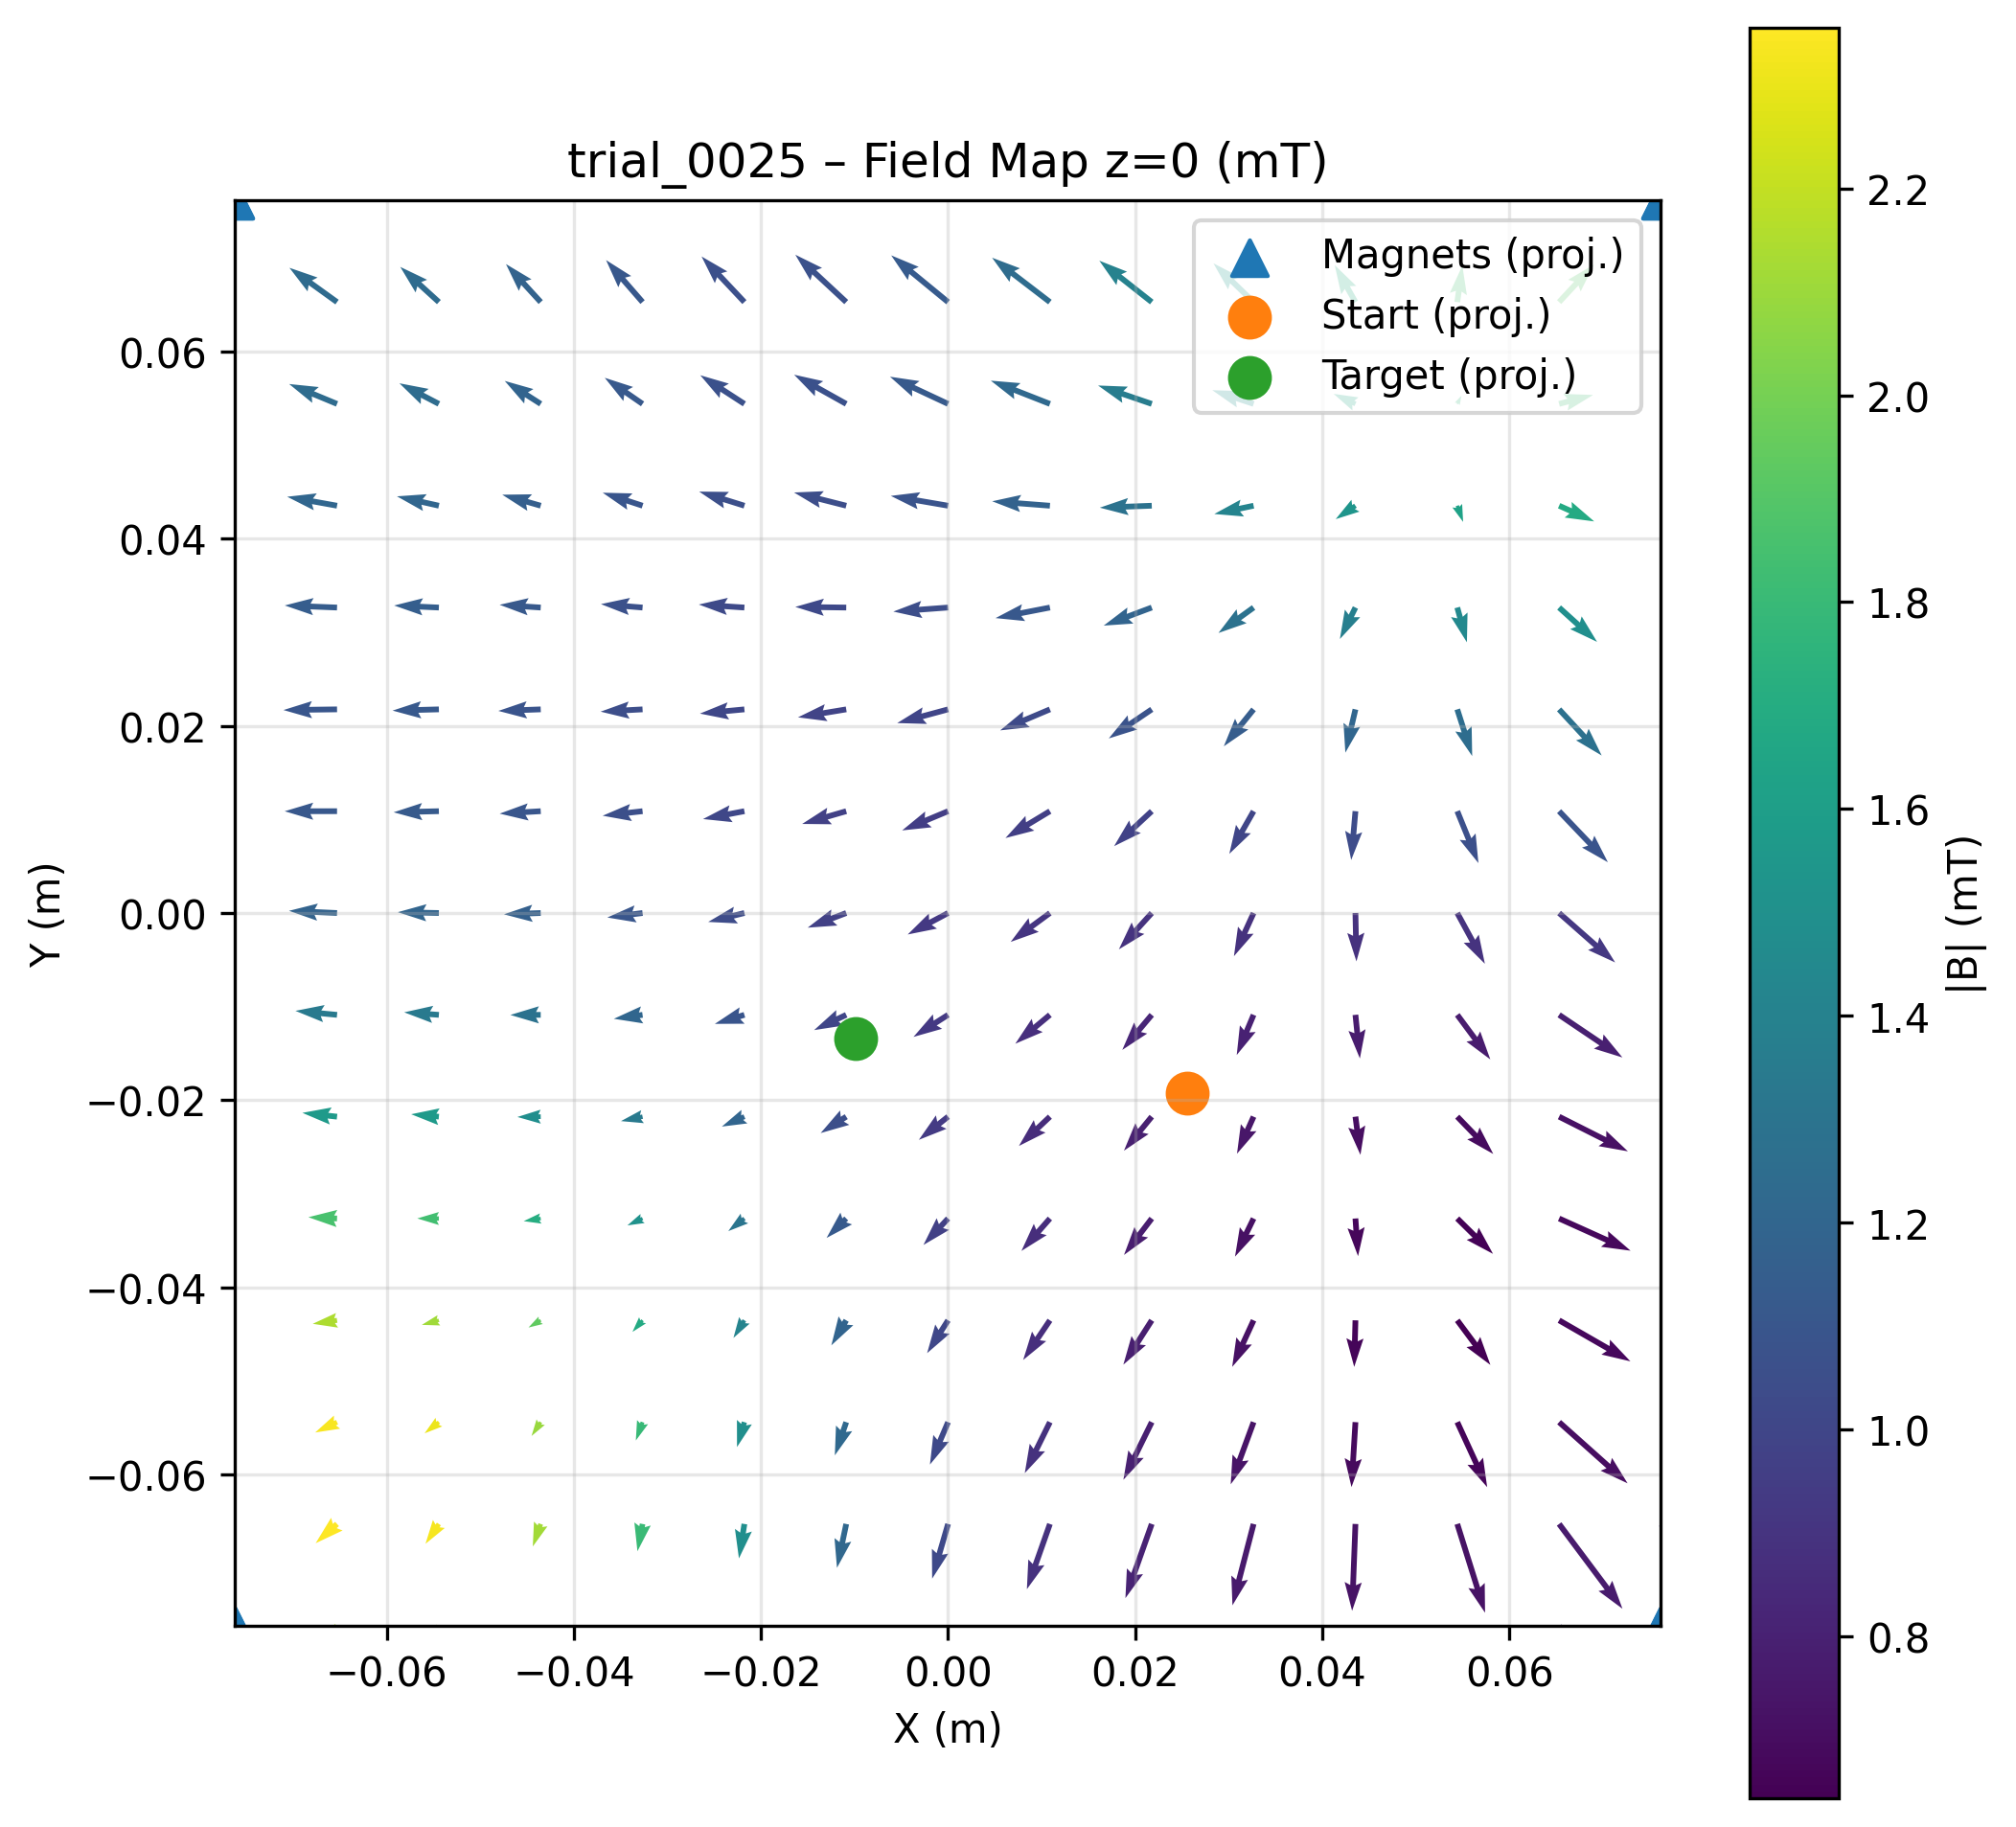 trial_0025 – Field Map z=0 (mT)
Magnets (proj.)
Start (proj.)
Target (proj.)
Y (m)
0.06
0.04
0.02
0.00
−0.02
−0.04
−0.06
−0.06 −0.04 −0.02 0.00 0.02 0.04 0.06
X (m)
2.2
2.0
1.8
1.6
1.4
1.2
1.0
0.8
|B| (mT)